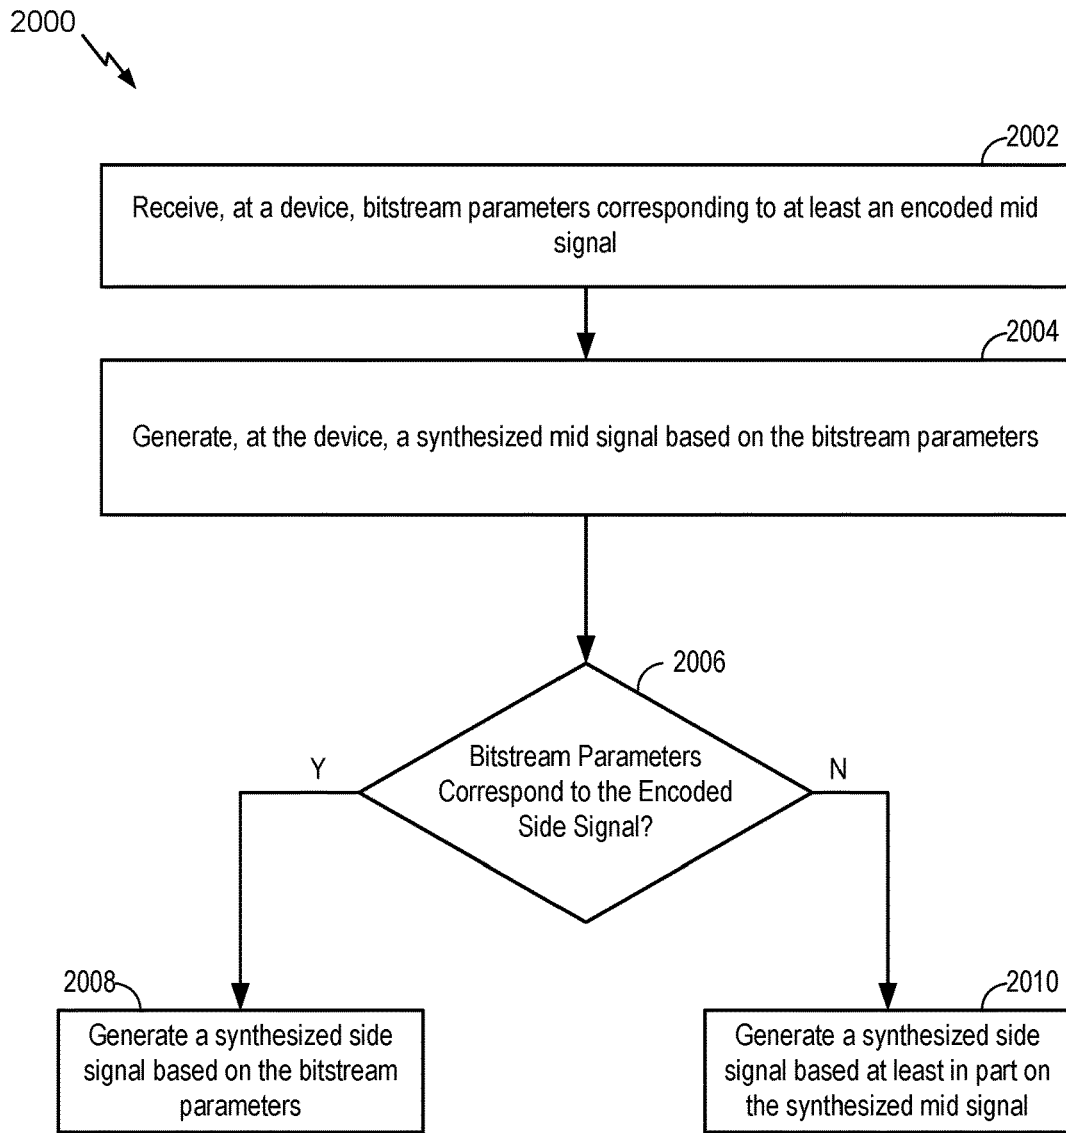 2000
2002
Receive, at a device, bitstream parameters corresponding to at least an encoded mid
signal
2004
Generate, at the device, a synthesized mid signal based on the bitstream parameters
2006
Bitstream Parameters
Correspond to the Encoded
Side Signal?
Y
N
2008
Generate a synthesized side
signal based on the bitstream
parameters
2010
Generate a synthesized side
signal based at least in part on
the synthesized mid signal